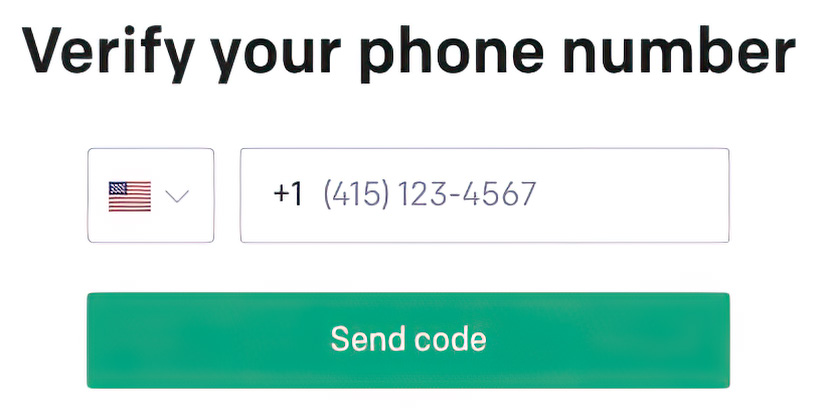 Verify your phone number
+1 (415) 123-4567
Send code